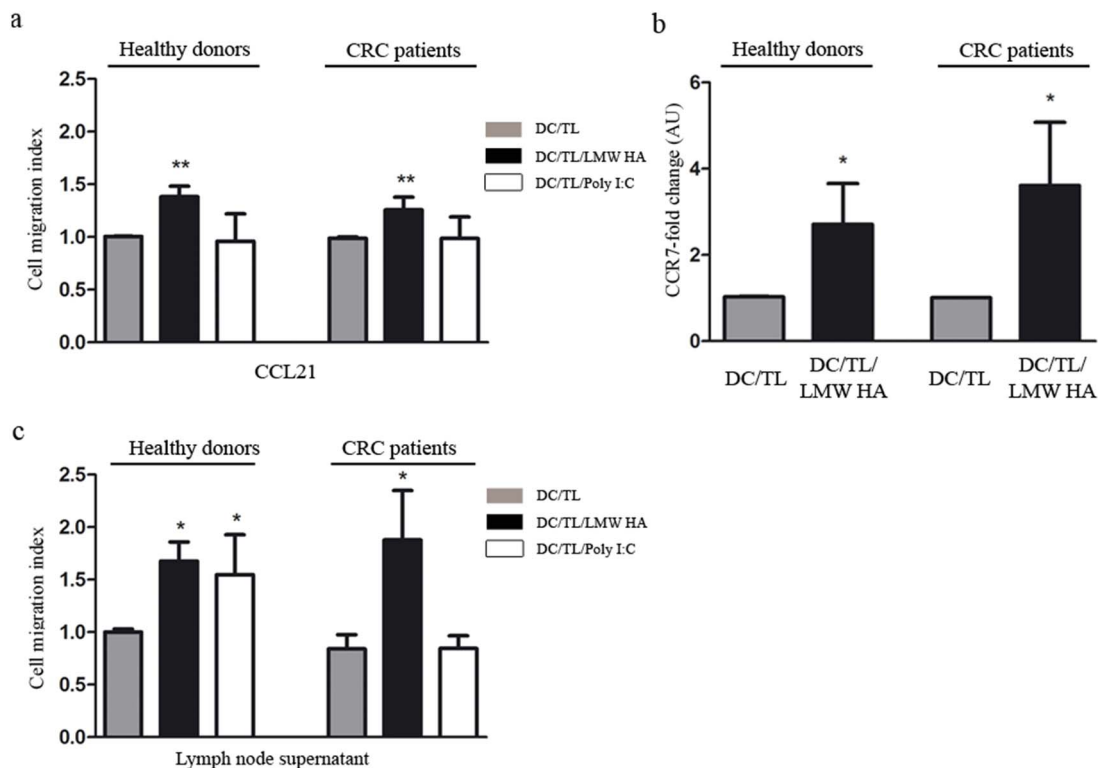 a
Healthy donors
CRC patients
2.5
2.0
1.5
1.0
0.5
0.0
Cell migration index
**
**
CCL21
DC/TL
DC/TL/LMW HA
DC/TL/Poly I:C
b
Healthy donors
CRC patients
6
4
2
0
CCR7-fold change (AU)
*
*
DC/TL
DC/TL/
LMW HA
DC/TL
DC/TL/
LMW HA
c
Healthy donors
CRC patients
2.5
2.0
1.5
1.0
0.5
0.0
Cell migration index
*
*
*
Lymph node supernatant
DC/TL
DC/TL/LMW HA
DC/TL/Poly I:C